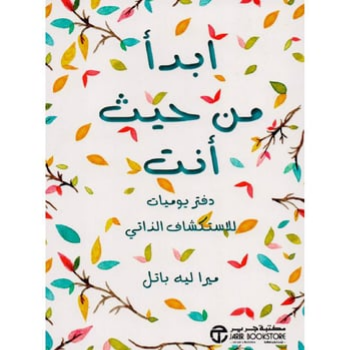 ابدأ
من حيث
أنت
دفتر يوميات
للاستكشاف الذاتي
ميرا ليه باتل
مكتبة جرير
JARIR BOOKSTORE